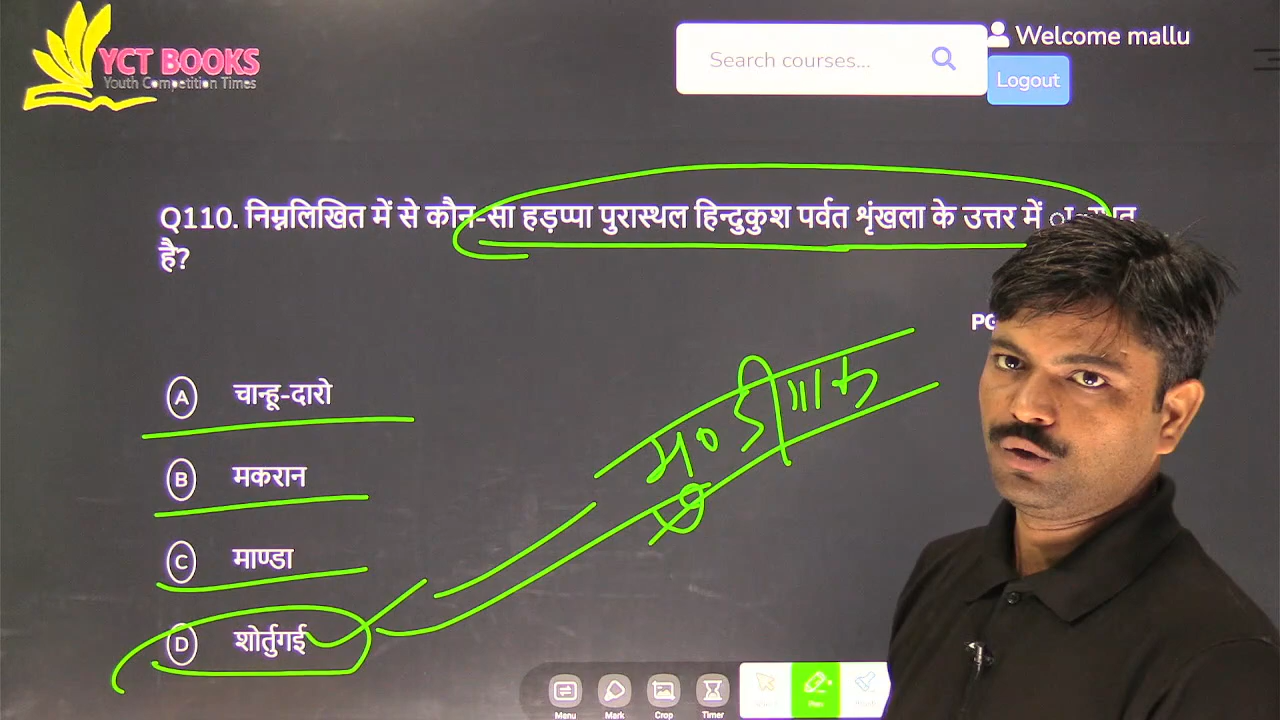 YCT BOOKS
Youth Competition Times
Search courses...
Welcome mallu
Logout
Q110. निम्नलिखित में से कौन-सा हड़प्पा पुरास्थल हिन्दुकुश पर्वत शृंखला के उत्तर में
है?
PG
A चान्हू-दारो
B मकरान
C माण्डा
D शोर्तुगई
Menu
Mark
Crop
Timer
Pen